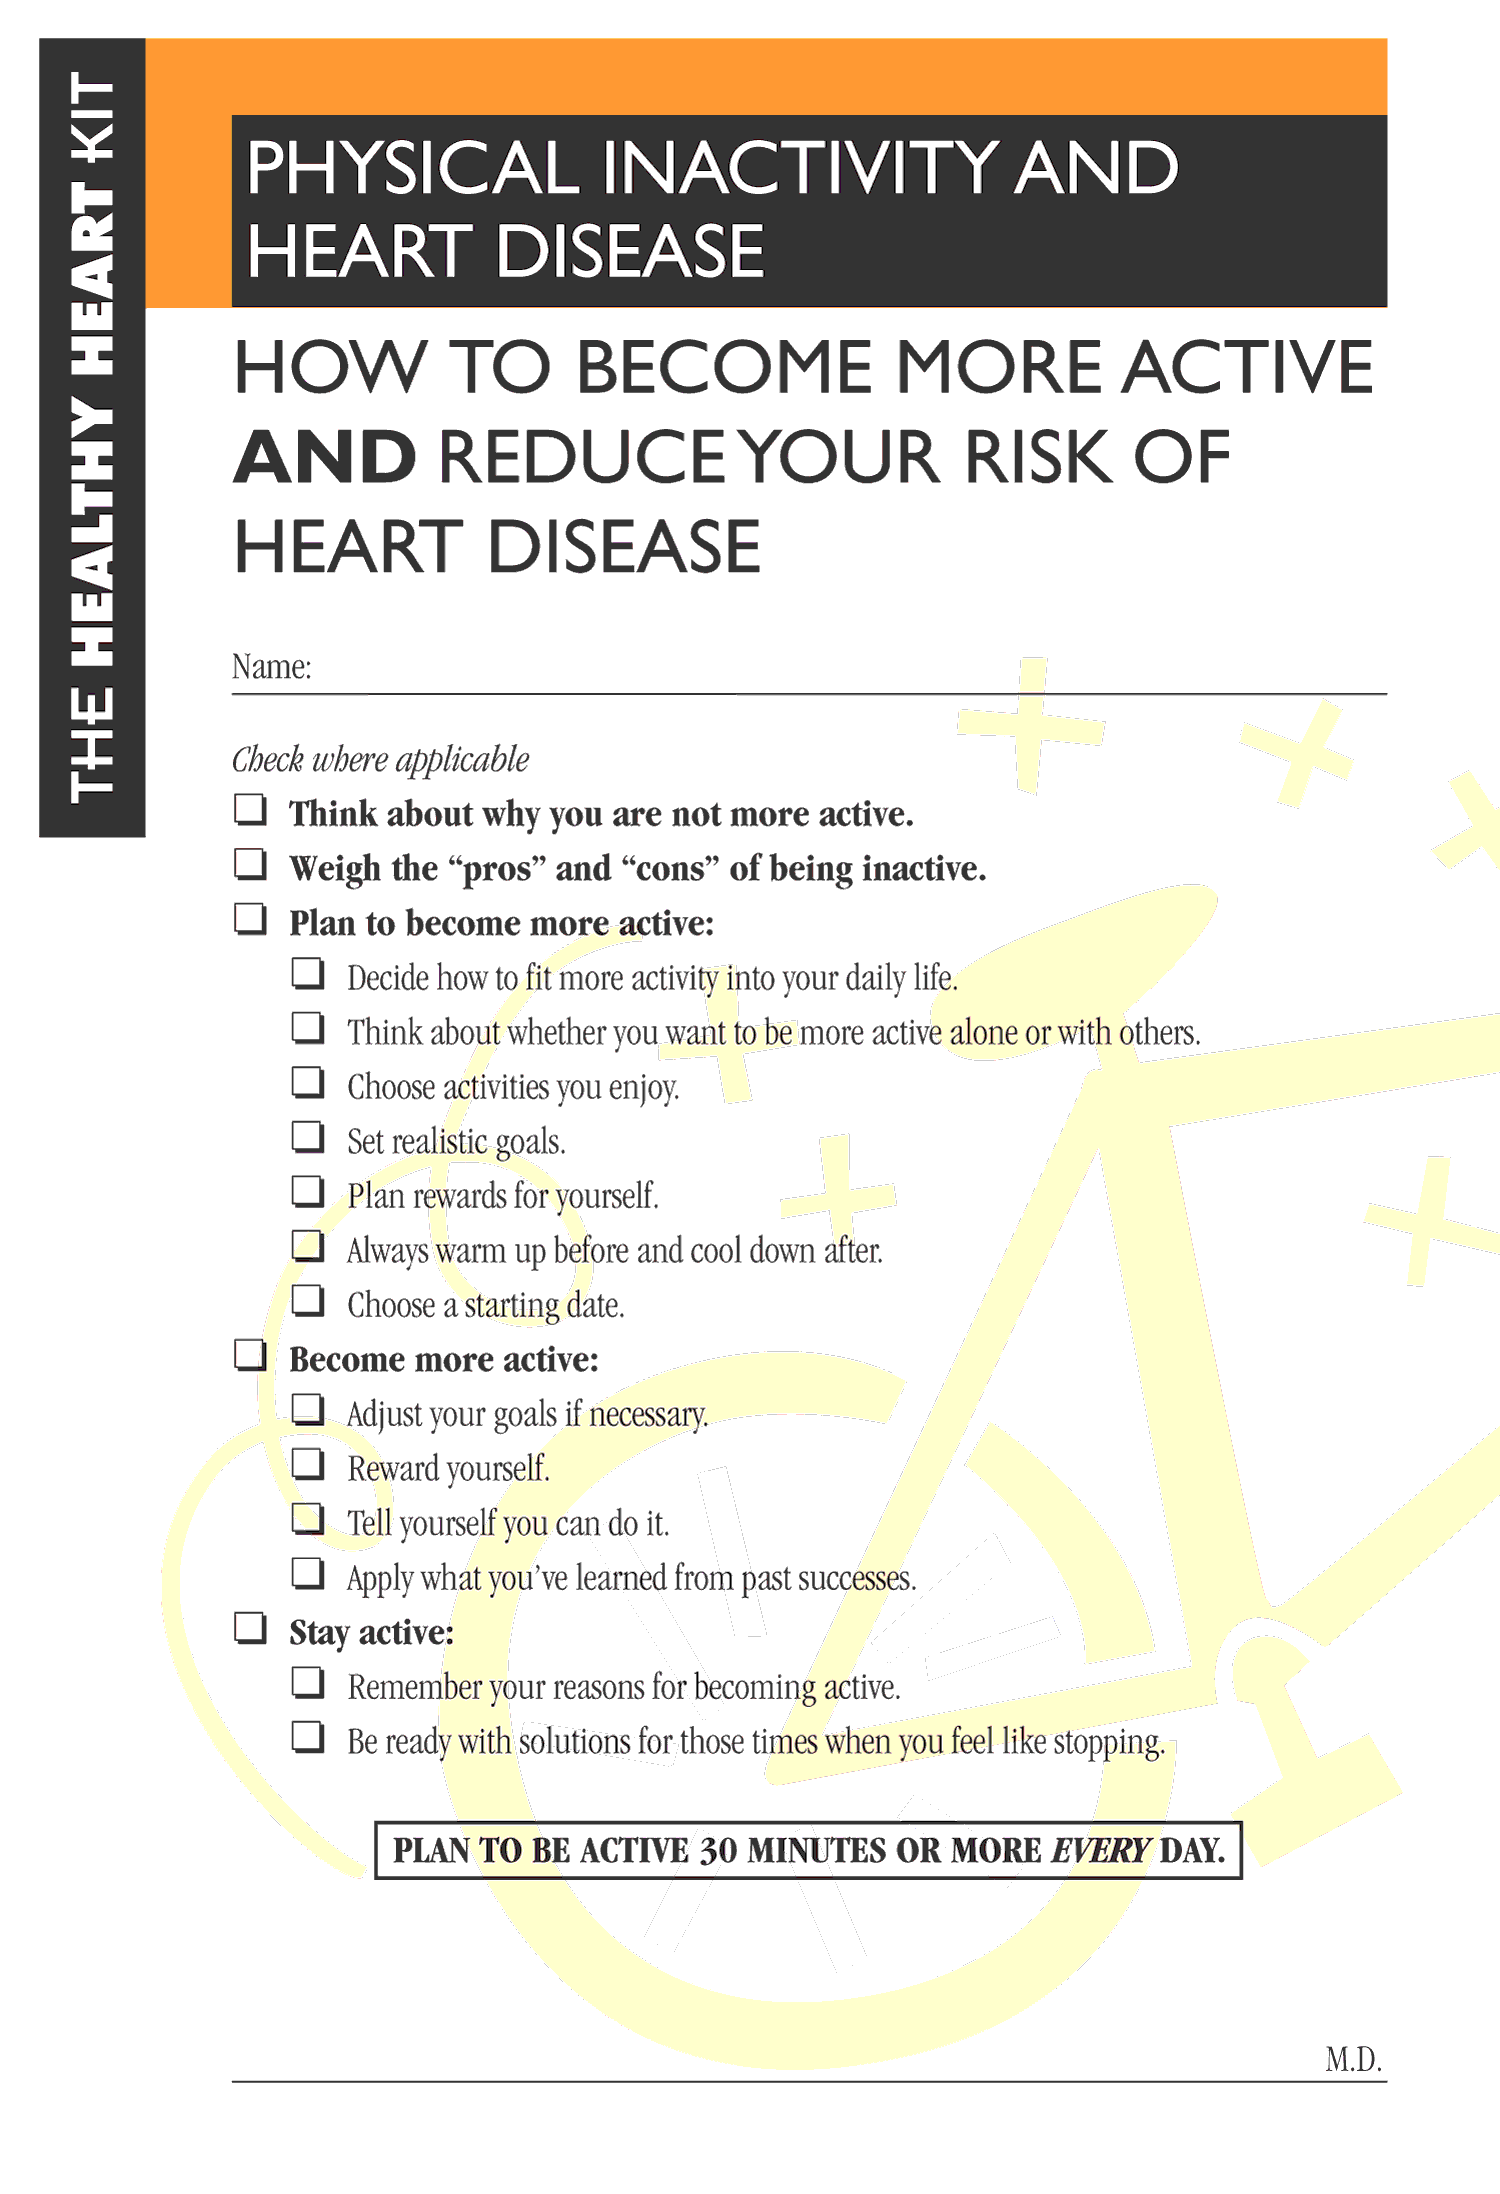 THE HEALTHY HEART KIT
PHYSICAL INACTIVITY AND
HEART DISEASE
HOW TO BECOME MORE ACTIVE
AND REDUCE YOUR RISK OF
HEART DISEASE
Name:
Check where applicable
❏ Think about why you are not more active.
❏ Weigh the “pros” and “cons” of being inactive.
❏ Plan to become more active:
❏ Decide how to fit more activity into your daily life.
❏ Think about whether you want to be more active alone or with others.
❏ Choose activities you enjoy.
❏ Set realistic goals.
❏ Plan rewards for yourself.
❏ Always warm up before and cool down after.
❏ Choose a starting date.
❏ Become more active:
❏ Adjust your goals if necessary.
❏ Reward yourself.
❏ Tell yourself you can do it.
❏ Apply what you’ve learned from past successes.
❏ Stay active:
❏ Remember your reasons for becoming active.
❏ Be ready with solutions for those times when you feel like stopping.
PLAN TO BE ACTIVE 30 MINUTES OR MORE EVERY DAY.
M.D.